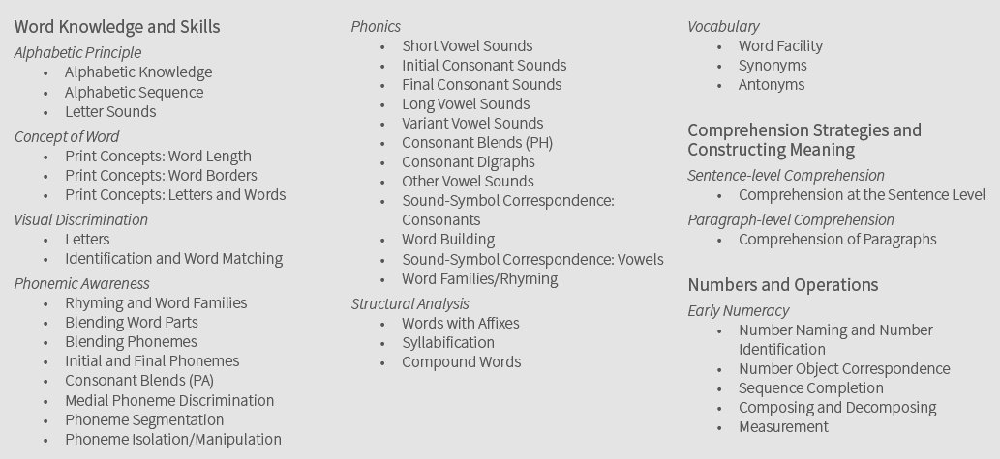 Word Knowledge and Skills
Alphabetic Principle
• Alphabetic Knowledge
• Alphabetic Sequence
• Letter Sounds
Concept of Word
• Print Concepts: Word Length
• Print Concepts: Word Borders
• Print Concepts: Letters and Words
Visual Discrimination
• Letters
• Identification and Word Matching
Phonemic Awareness
• Rhyming and Word Families
• Blending Word Parts
• Blending Phonemes
• Initial and Final Phonemes
• Consonant Blends (PA)
• Medial Phoneme Discrimination
• Phoneme Segmentation
• Phoneme Isolation/Manipulation
Phonics
• Short Vowel Sounds
• Initial Consonant Sounds
• Final Consonant Sounds
• Long Vowel Sounds
• Variant Vowel Sounds
• Consonant Blends (PH)
• Consonant Digraphs
• Other Vowel Sounds
• Sound-Symbol Correspondence:
Consonants
• Word Building
• Sound-Symbol Correspondence: Vowels
• Word Families/Rhyming
Structural Analysis
• Words with Affixes
• Syllabification
• Compound Words
Vocabulary
• Word Facility
• Synonyms
• Antonyms
Comprehension Strategies and
Constructing Meaning
Sentence-level Comprehension
• Comprehension at the Sentence Level
Paragraph-level Comprehension
• Comprehension of Paragraphs
Numbers and Operations
Early Numeracy
• Number Naming and Number
Identification
• Number Object Correspondence
• Sequence Completion
• Composing and Decomposing
• Measurement